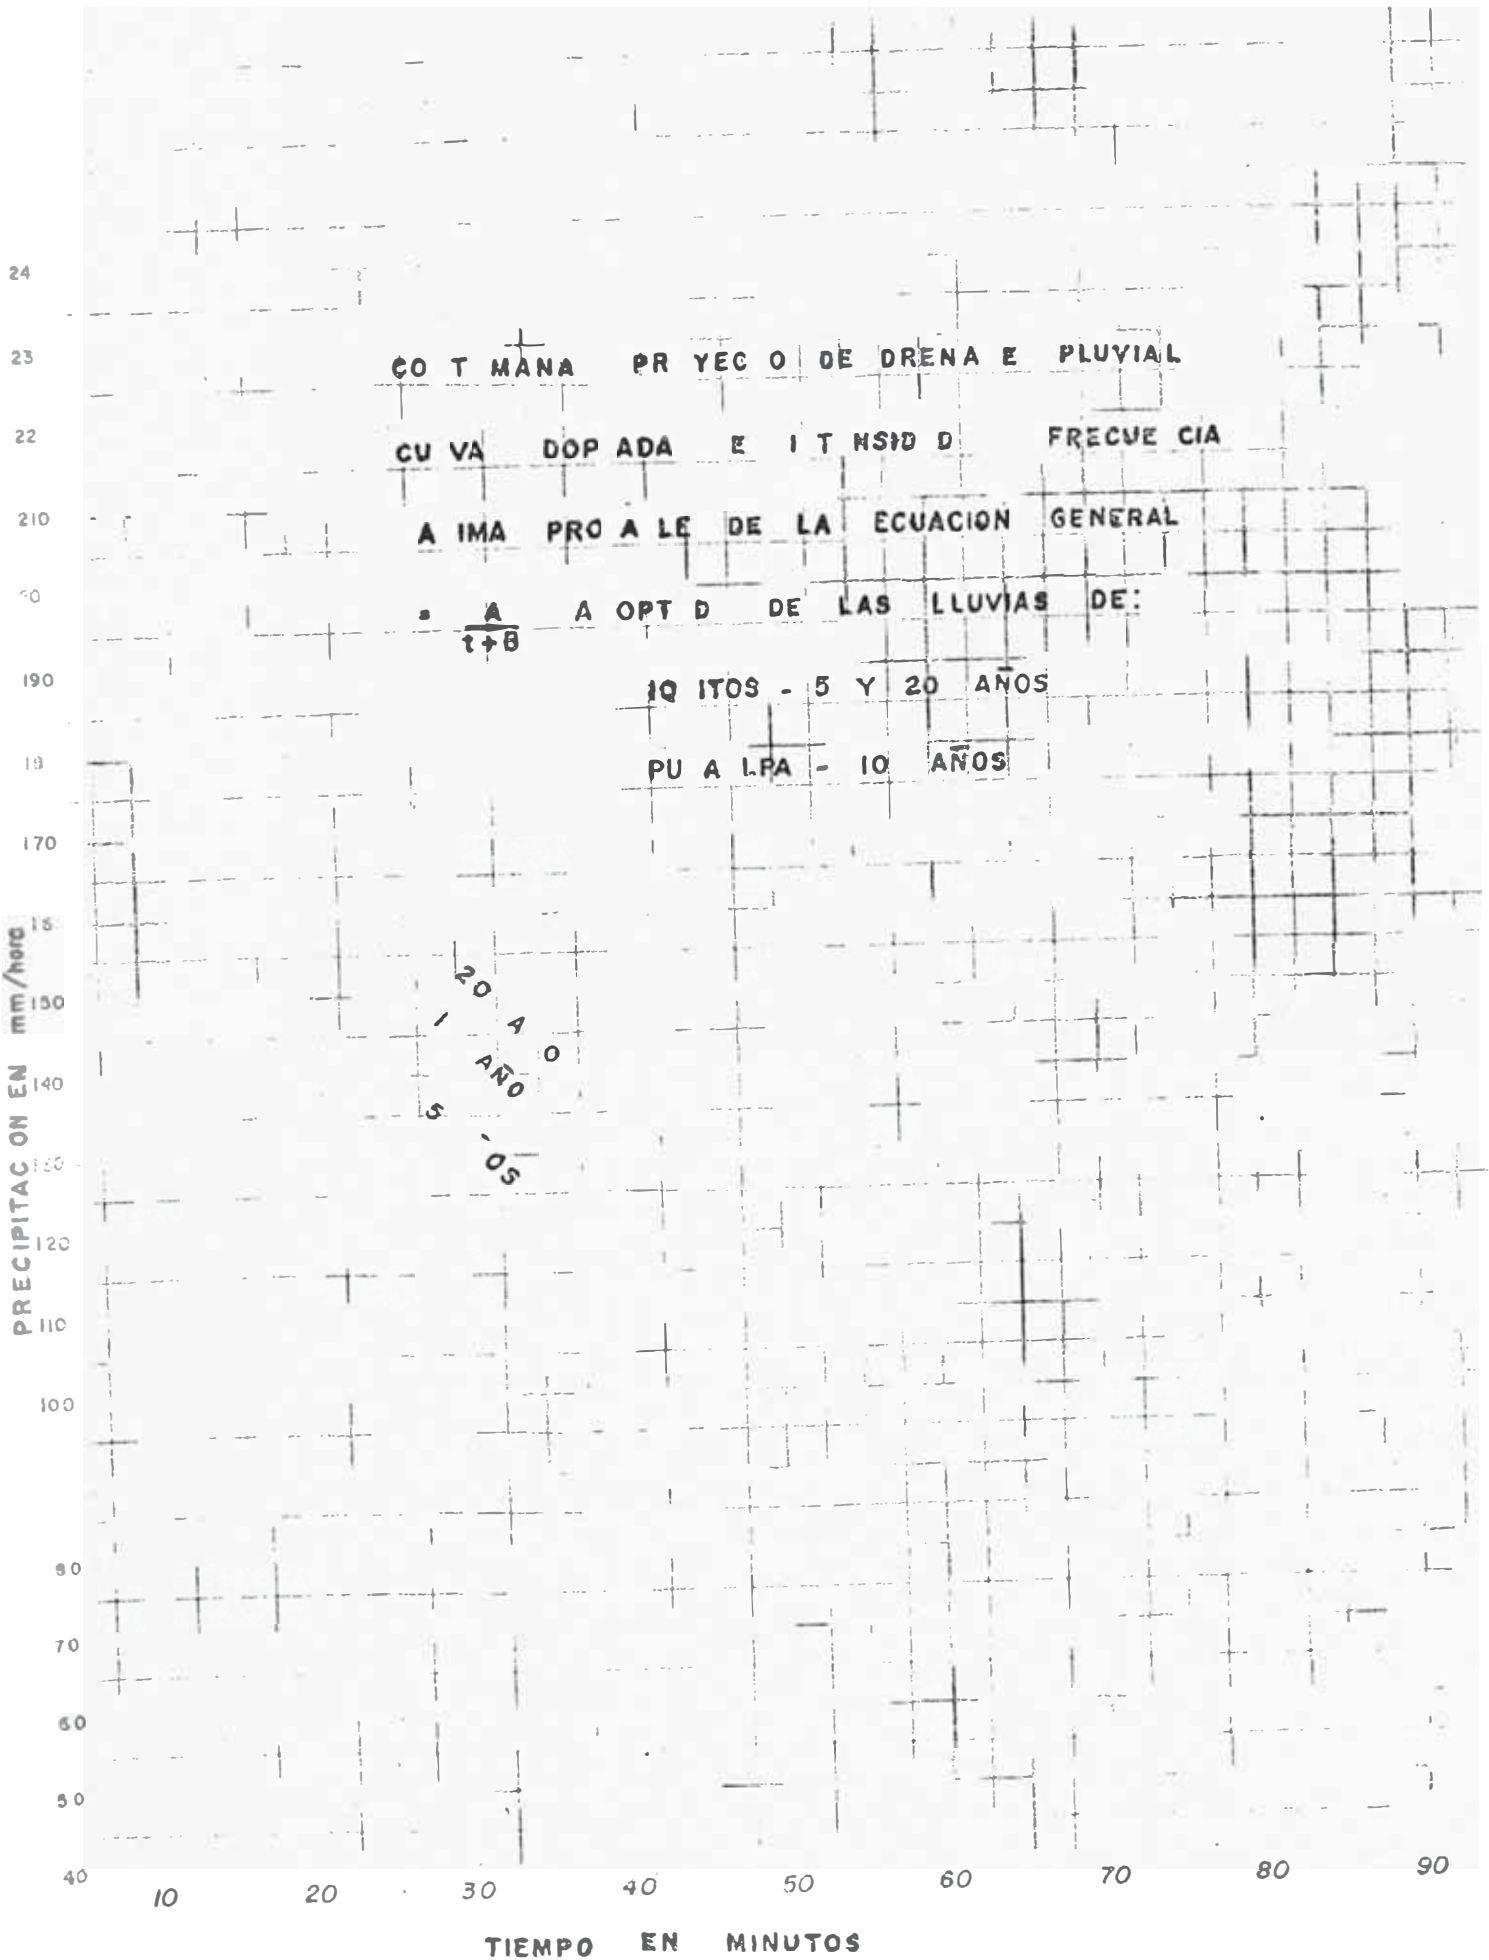 CO T MANA PR YEC O DE DRENA E PLUVIAL
CU VA DOP ADA E I T NSID D FRECUE CIA
A IMA PRO A LE DE LA ECUACION GENERAL
= A / t+B A OPT D DE LAS LLUVIAS DE:
IQ ITOS - 5 Y 20 AÑOS
PU A LPA - 10 AÑOS
24
23
22
210
190
170
150
140
120
110
100
80
70
60
50
40
PRECIPITAC ON EN mm/hora
20 A O
1 AÑO
5 OS
10 20 30 40 50 60 70 80 90
TIEMPO EN MINUTOS